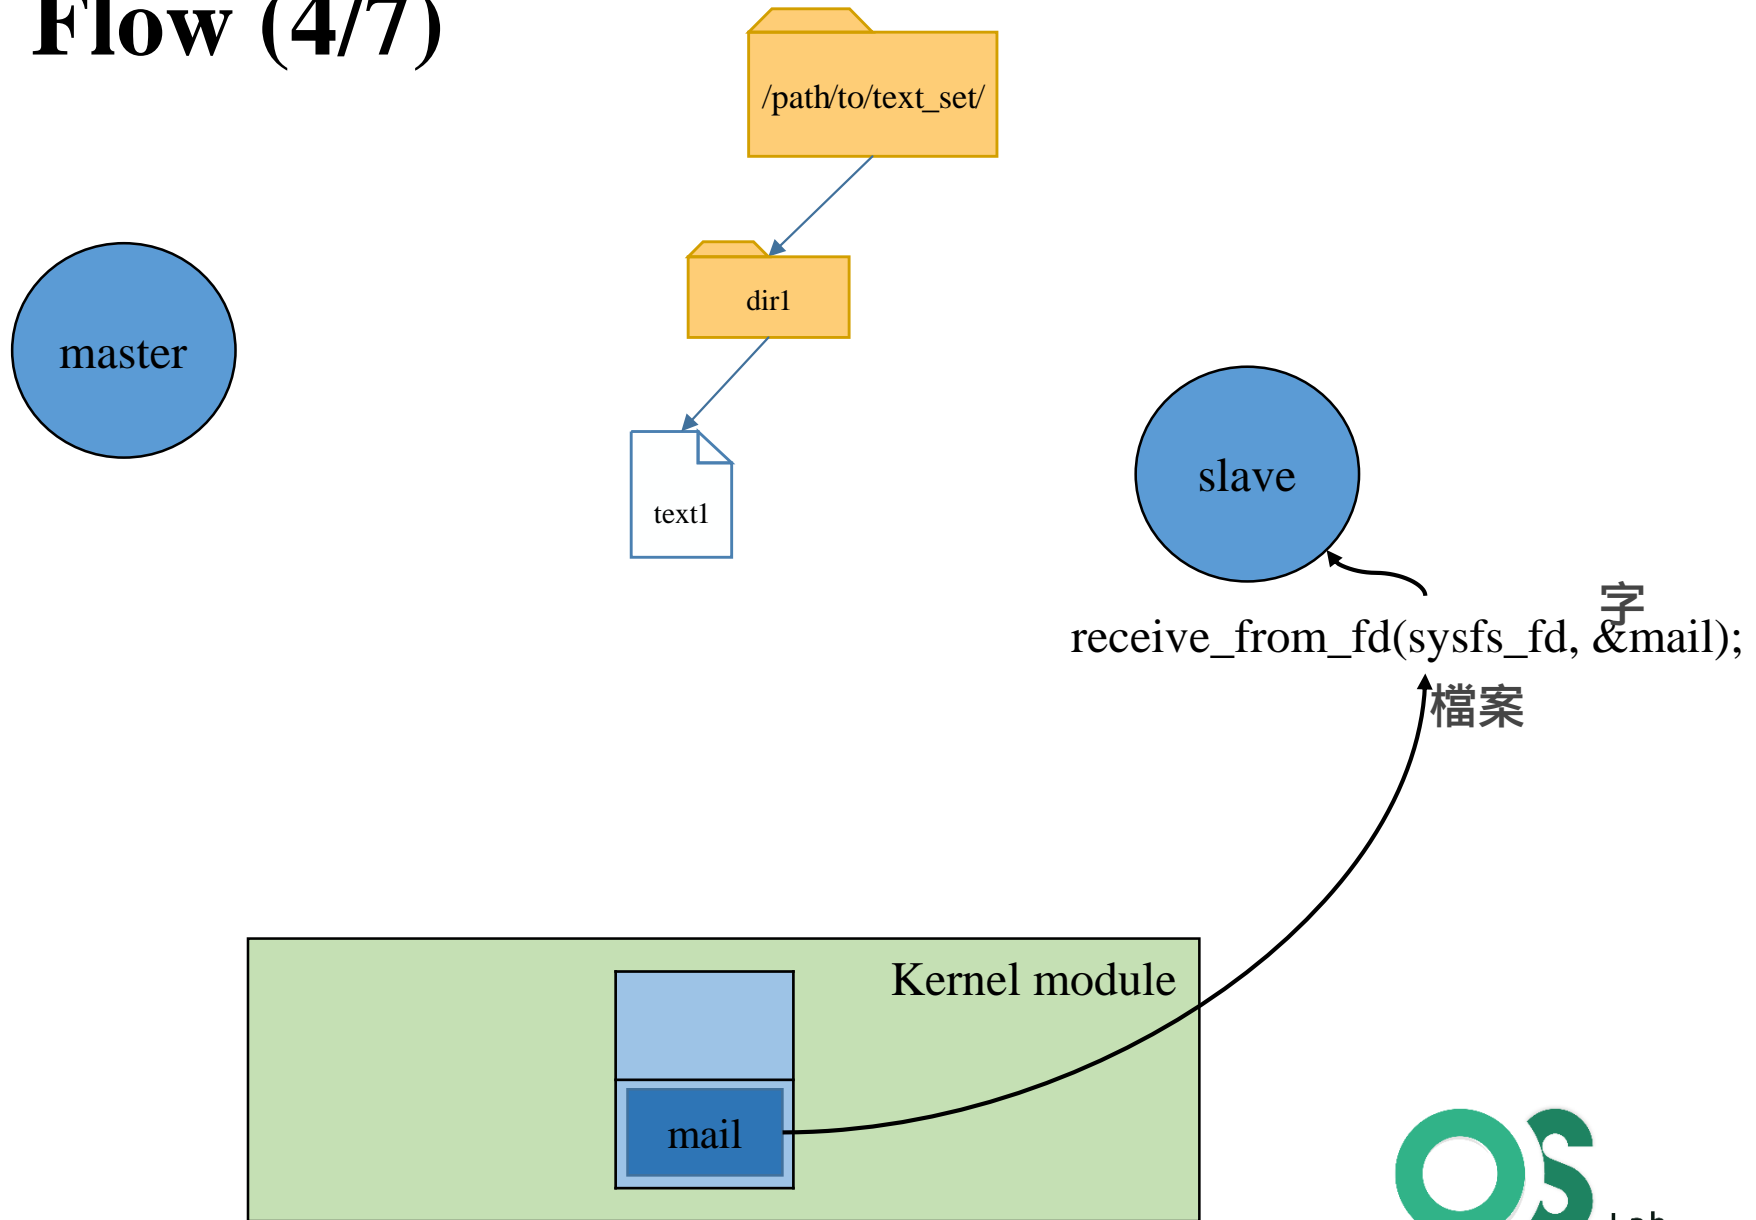 Flow (4/7)
/path/to/text_set/
dir1
master
text1
slave
字
receive_from_fd(sysfs_fd, &mail);
檔案
Kernel module
mail
OS
Lab